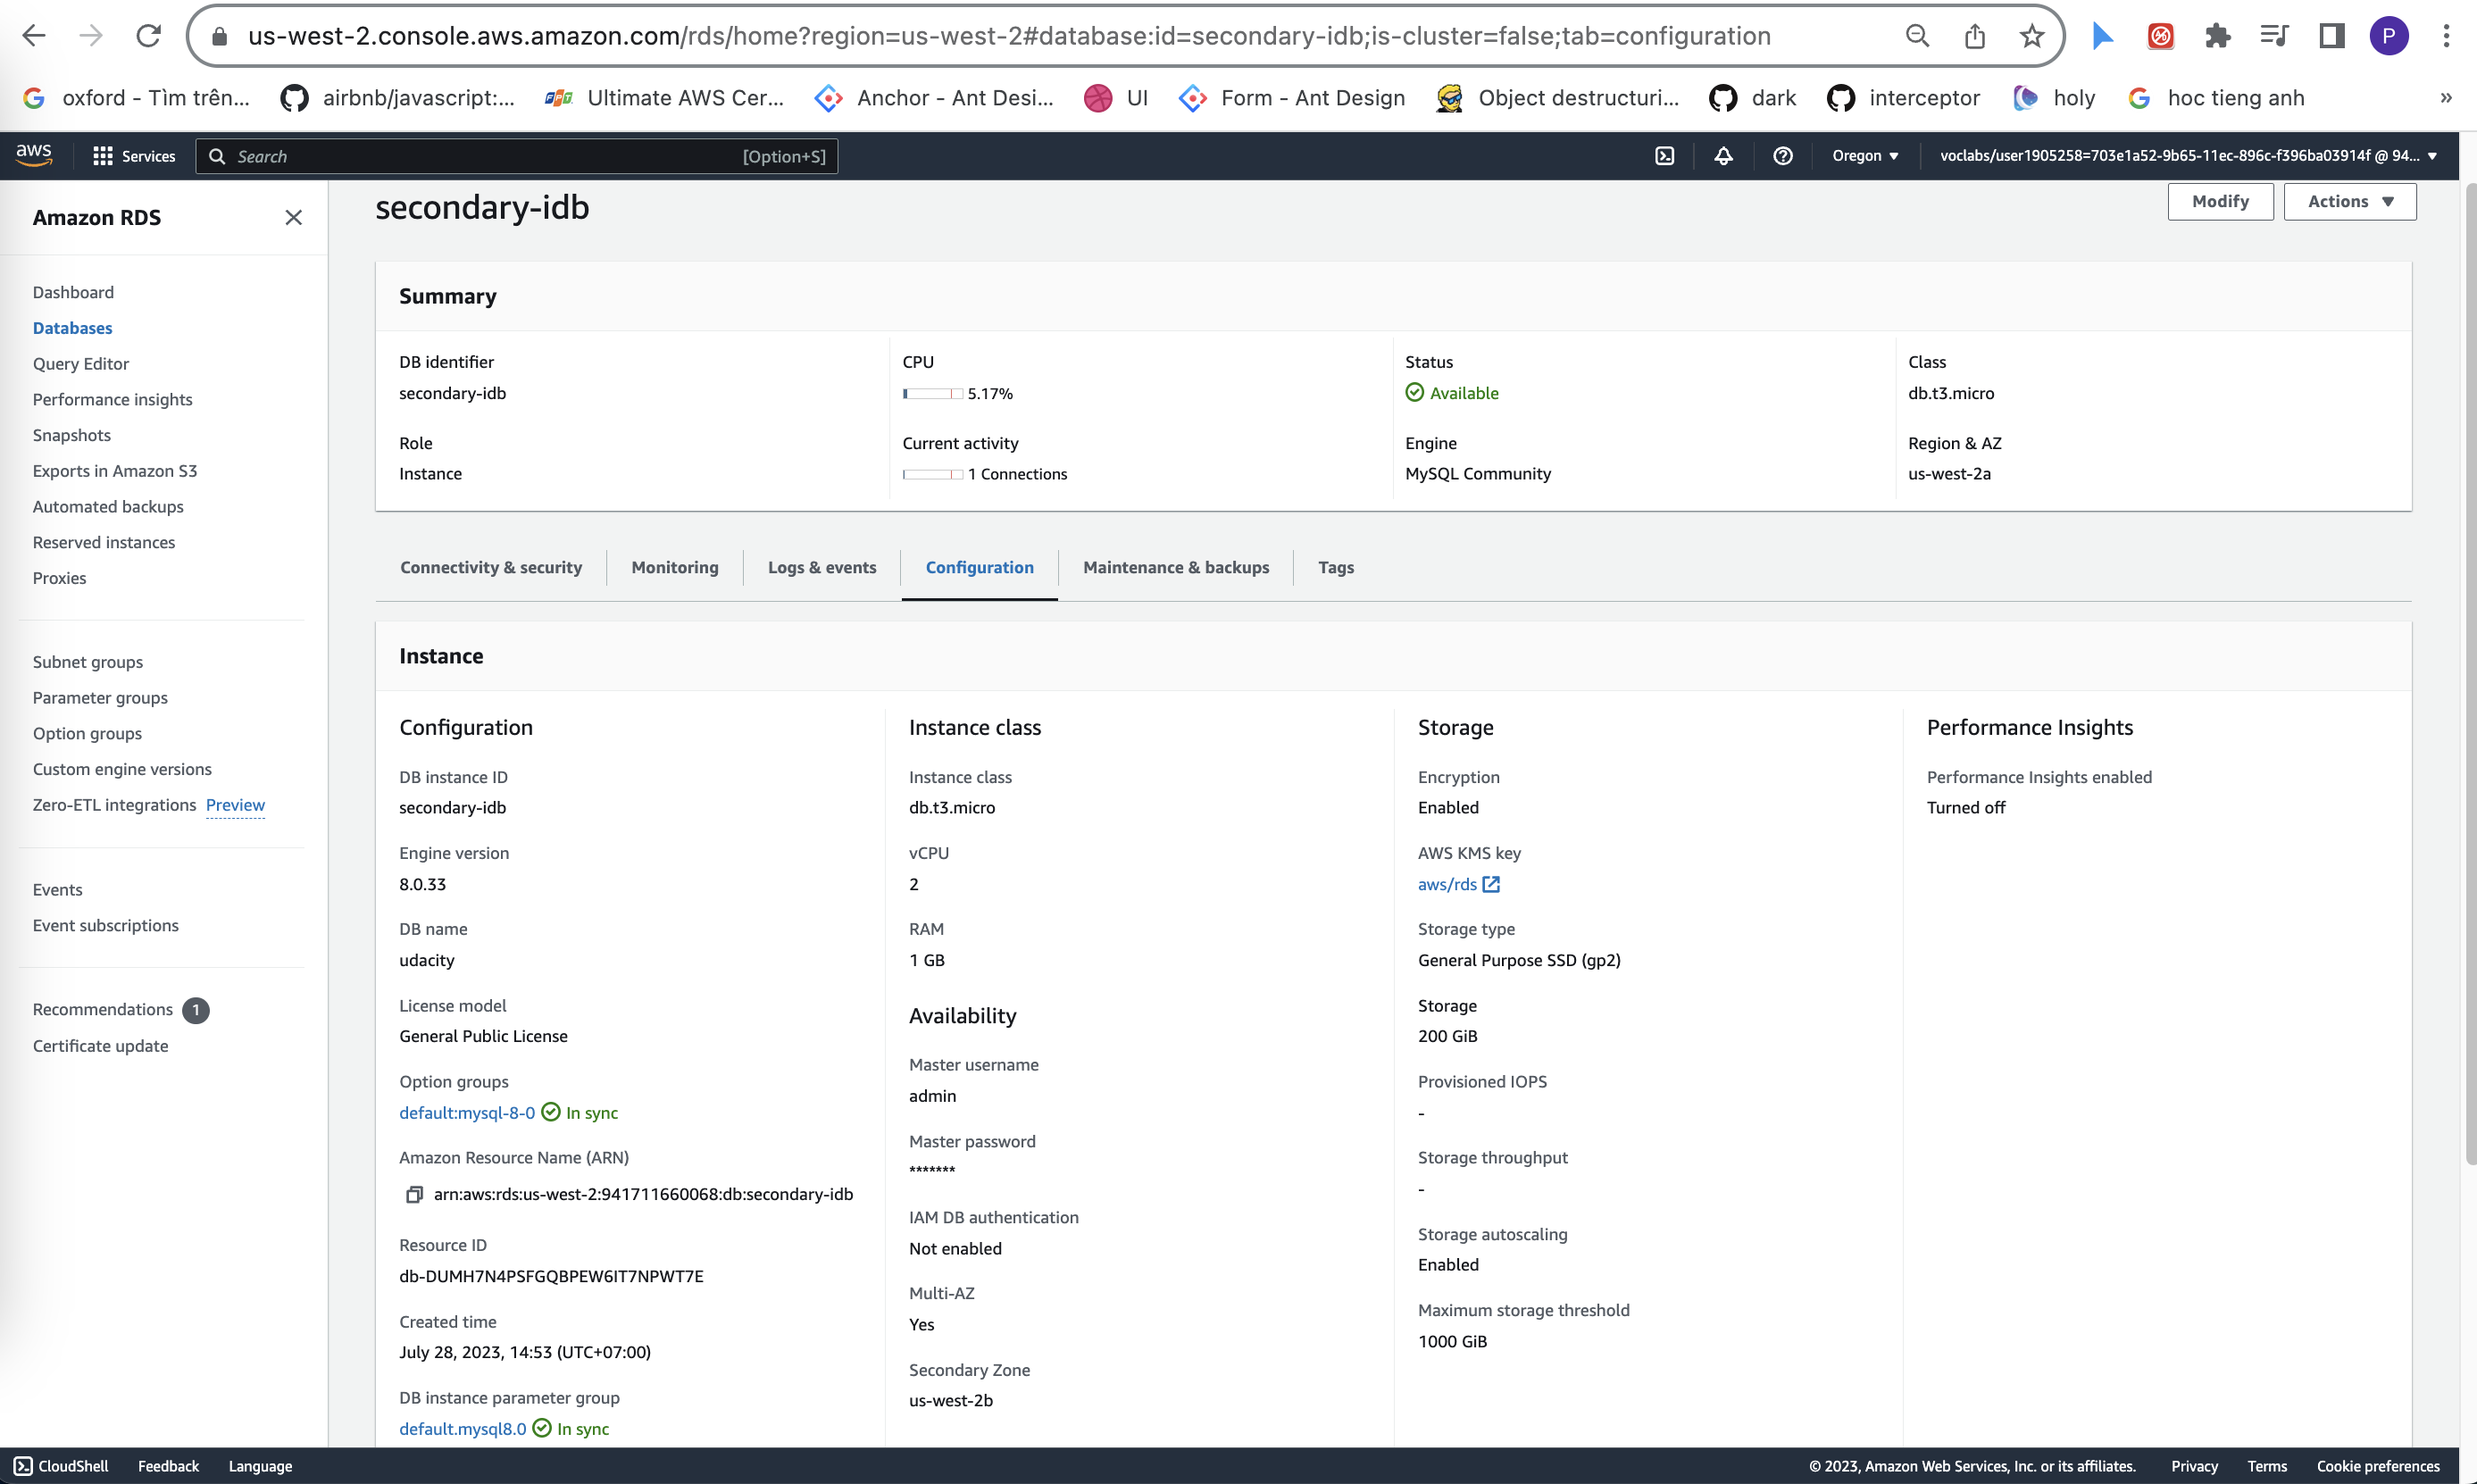 us-west-2.console.aws.amazon.com/rds/home?region=us-west-2#database:id=secondary-idb;is-cluster=false;tab=configuration
P
oxford - Tìm trên...
airbnb/javascript:...
FPT Ultimate AWS Cer...
Anchor - Ant Desi...
UI
Form - Ant Design
Object destructuri...
dark
interceptor
holy
hoc tieng anh
»
aws
Services
Search
[Option+S]
Oregon
voclabs/user1905258=703e1a52-9b65-11ec-896c-f396ba03914f @ 94...
Amazon RDS
Dashboard
Databases
Query Editor
Performance insights
Snapshots
Exports in Amazon S3
Automated backups
Reserved instances
Proxies
Subnet groups
Parameter groups
Option groups
Custom engine versions
Zero-ETL integrations Preview
Events
Event subscriptions
Recommendations 1
Certificate update
secondary-idb
Modify
Actions
Summary
DB identifier
secondary-idb
CPU
5.17%
Status
Available
Class
db.t3.micro
Role
Instance
Current activity
1 Connections
Engine
MySQL Community
Region & AZ
us-west-2a
Connectivity & security
Monitoring
Logs & events
Configuration
Maintenance & backups
Tags
Instance
Configuration
DB instance ID
secondary-idb
Engine version
8.0.33
DB name
udacity
License model
General Public License
Option groups
default:mysql-8-0 In sync
Amazon Resource Name (ARN)
arn:aws:rds:us-west-2:941711660068:db:secondary-idb
Resource ID
db-DUMH7N4PSFGQBPEW6IT7NPWT7E
Created time
July 28, 2023, 14:53 (UTC+07:00)
DB instance parameter group
default.mysql8.0 In sync
Instance class
Instance class
db.t3.micro
vCPU
2
RAM
1 GB
Availability
Master username
admin
Master password
*******
IAM DB authentication
Not enabled
Multi-AZ
Yes
Secondary Zone
us-west-2b
Storage
Encryption
Enabled
AWS KMS key
aws/rds
Storage type
General Purpose SSD (gp2)
Storage
200 GiB
Provisioned IOPS
-
Storage throughput
-
Storage autoscaling
Enabled
Maximum storage threshold
1000 GiB
Performance Insights
Performance Insights enabled
Turned off
CloudShell
Feedback
Language
© 2023, Amazon Web Services, Inc. or its affiliates.
Privacy
Terms
Cookie preferences